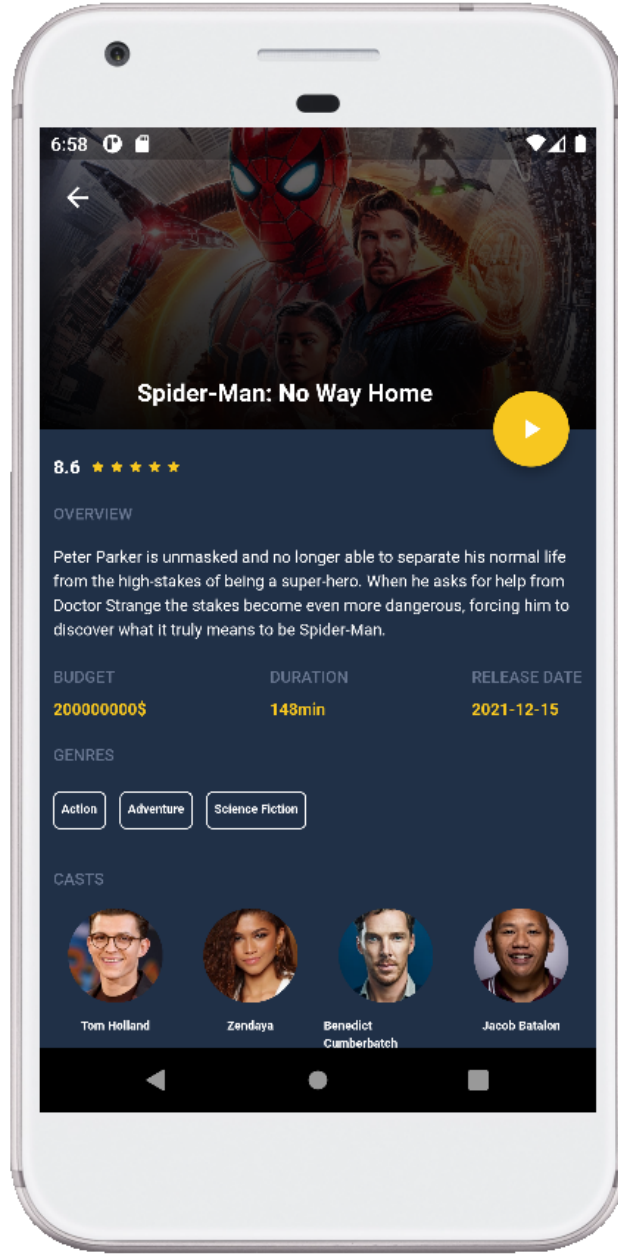 6:58
Spider-Man: No Way Home
8.6
OVERVIEW
Peter Parker is unmasked and no longer able to separate his normal life
from the high-stakes of being a super-hero. When he asks for help from
Doctor Strange the stakes become even more dangerous, forcing him to
discover what it truly means to be Spider-Man.
BUDGET DURATION RELEASE DATE
200000000$ 148min 2021-12-15
GENRES
Action Adventure Science Fiction
CASTS
Tom Holland Zendaya Benedict Jacob Batalon
Cumberbatch